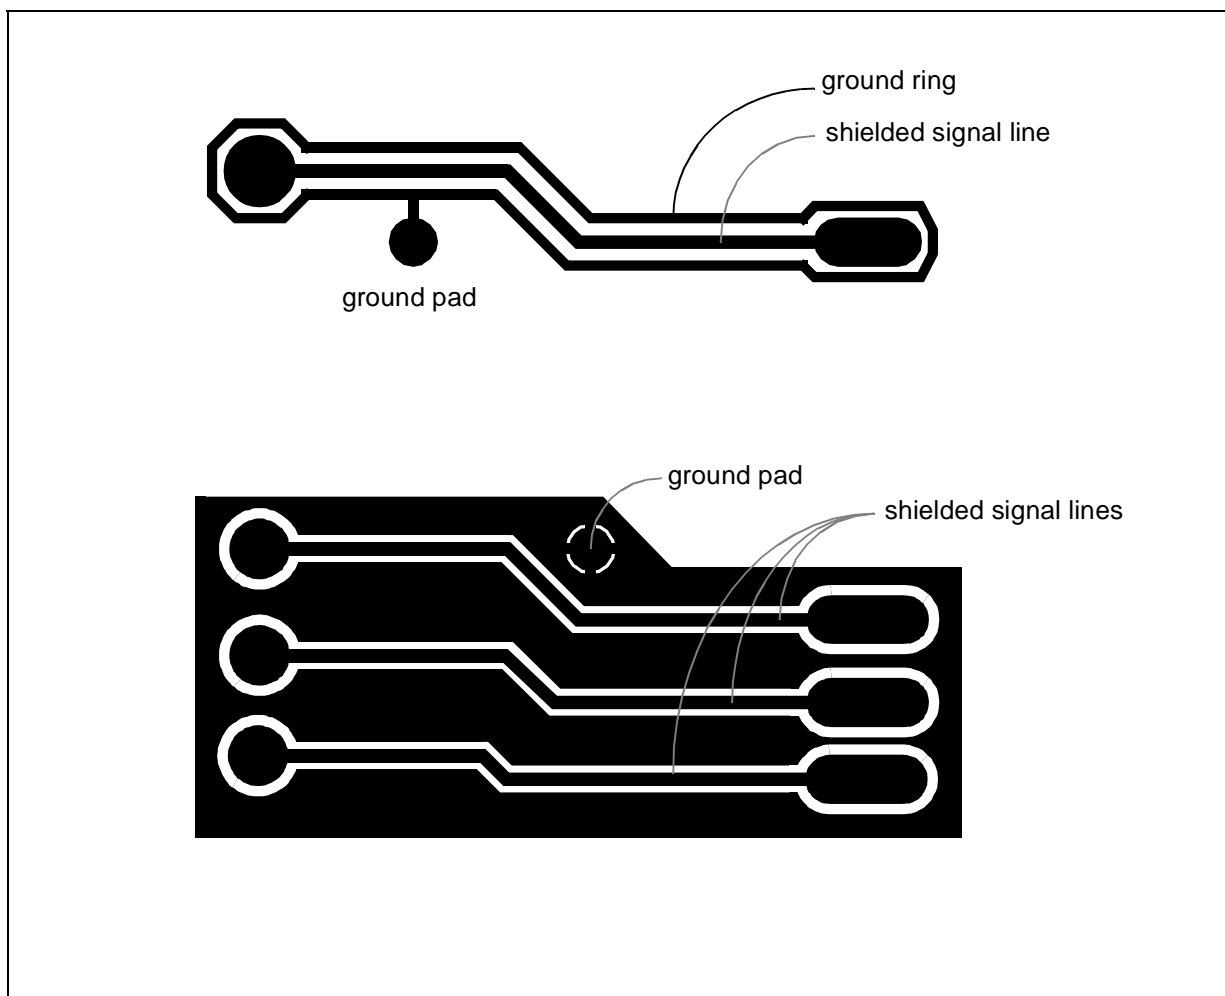 ground ring
shielded signal line
ground pad
ground pad
shielded signal lines